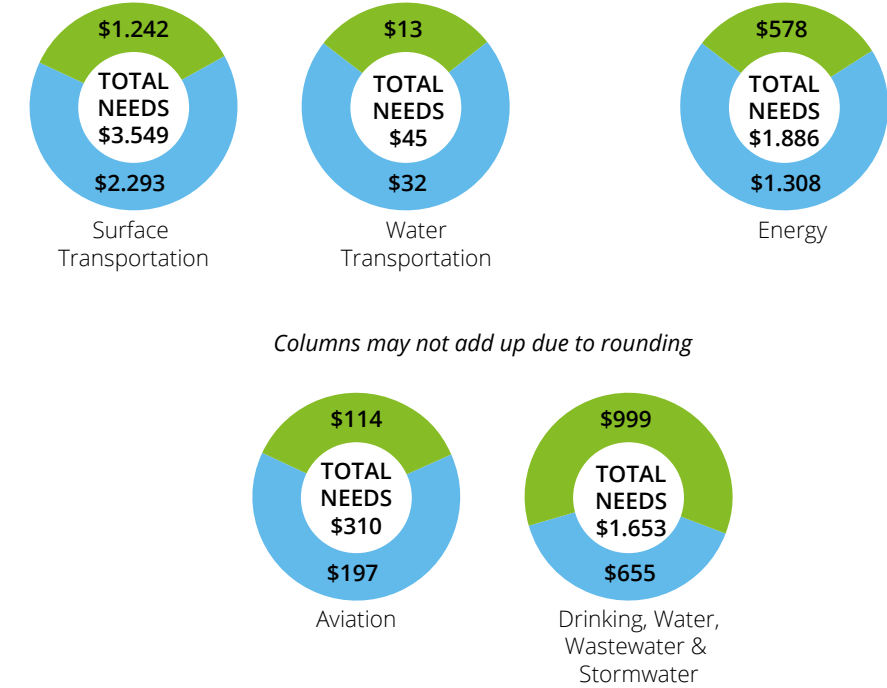 $1.242
TOTAL
NEEDS
$3.549
$2.293
Surface
Transportation
$13
TOTAL
NEEDS
$45
$32
Water
Transportation
$578
TOTAL
NEEDS
$1.886
$1.308
Energy
Columns may not add up due to rounding
$114
TOTAL
NEEDS
$310
$197
Aviation
$999
TOTAL
NEEDS
$1.653
$655
Drinking, Water,
Wastewater &
Stormwater